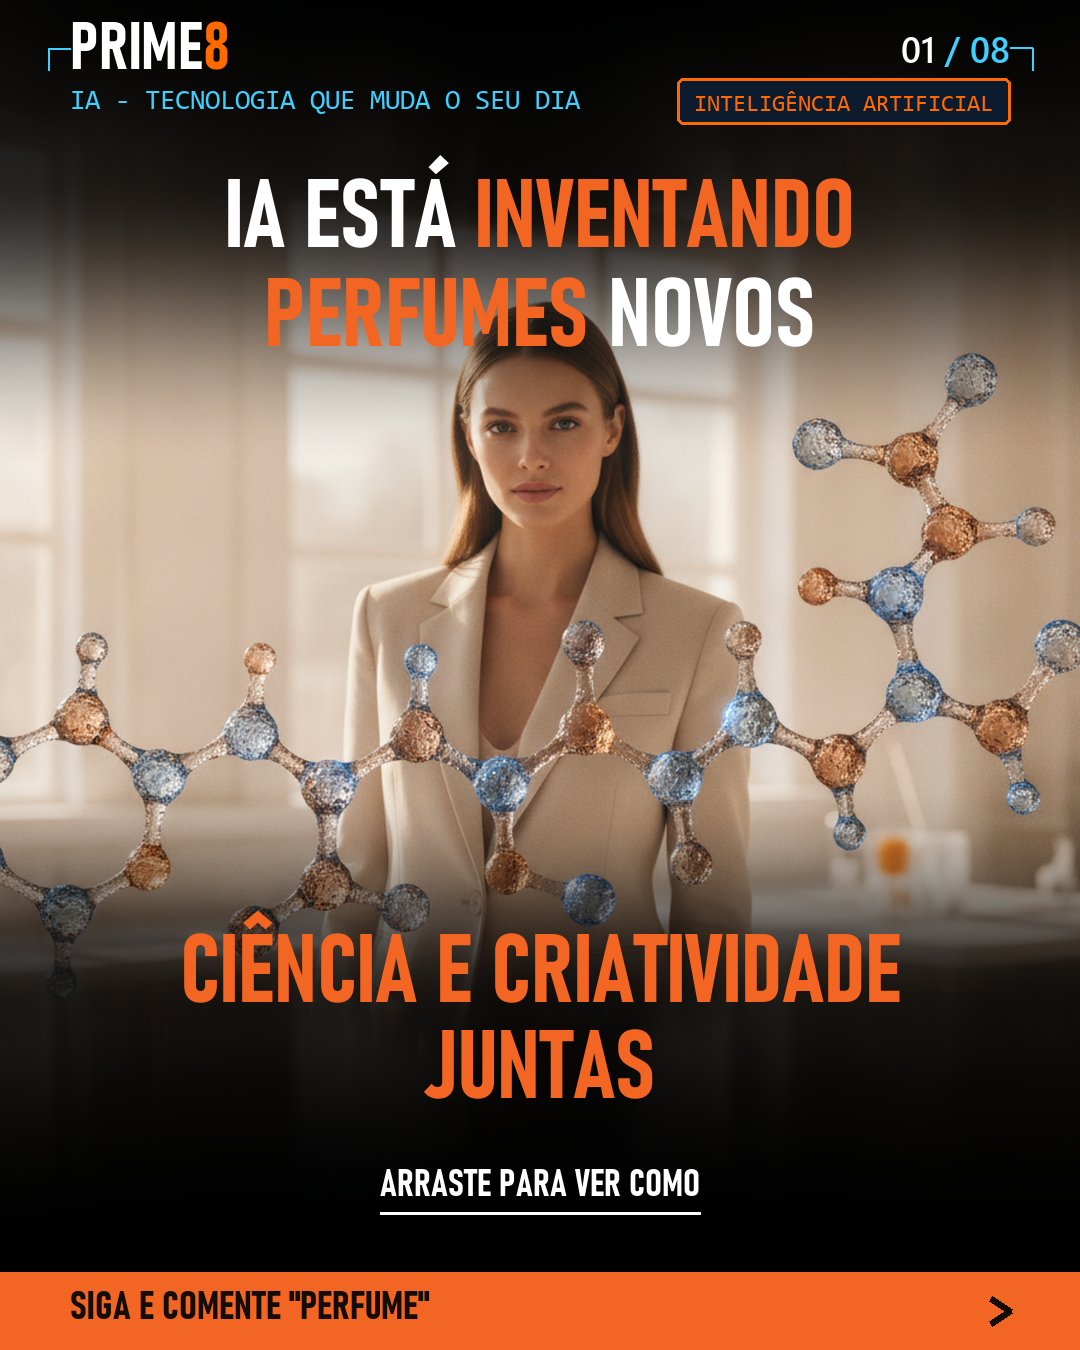 PRIME8
01 / 08
IA - TECNOLOGIA QUE MUDA O SEU DIA
INTELIGÊNCIA ARTIFICIAL
IA ESTÁ INVENTANDO
PERFUMES NOVOS
CIÊNCIA E CRIATIVIDADE
JUNTAS
ARRASTE PARA VER COMO
SIGA E COMENTE "PERFUME"
>